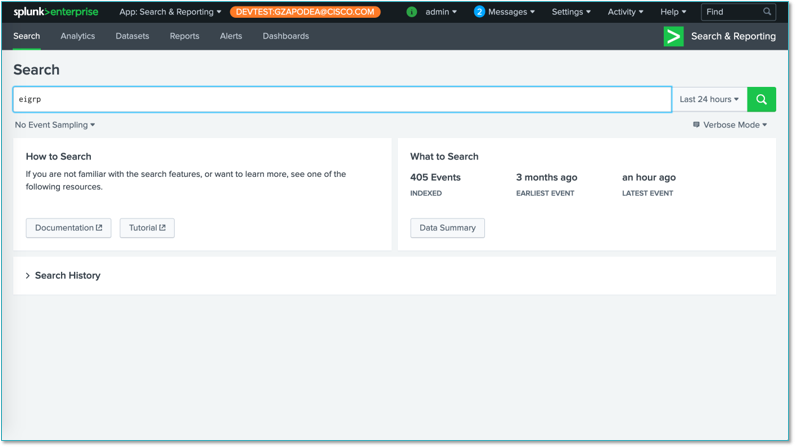 splunk>enterprise App: Search & Reporting DEVTEST:GZAPODEA@CISCO.COM i admin 2 Messages Settings Activity Help Find
Search Analytics Datasets Reports Alerts Dashboards > Search & Reporting
Search
eigrp Last 24 hours
No Event Sampling Verbose Mode
How to Search
If you are not familiar with the search features, or want to learn more, see one of the
following resources.
Documentation Tutorial
What to Search
405 Events 3 months ago an hour ago
INDEXED EARLIEST EVENT LATEST EVENT
Data Summary
Search History